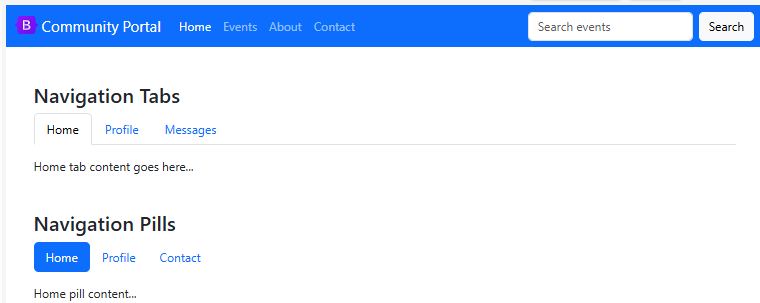 B Community Portal Home Events About Contact Search events Search
Navigation Tabs
Home Profile Messages
Home tab content goes here...
Navigation Pills
Home Profile Contact
Home pill content...